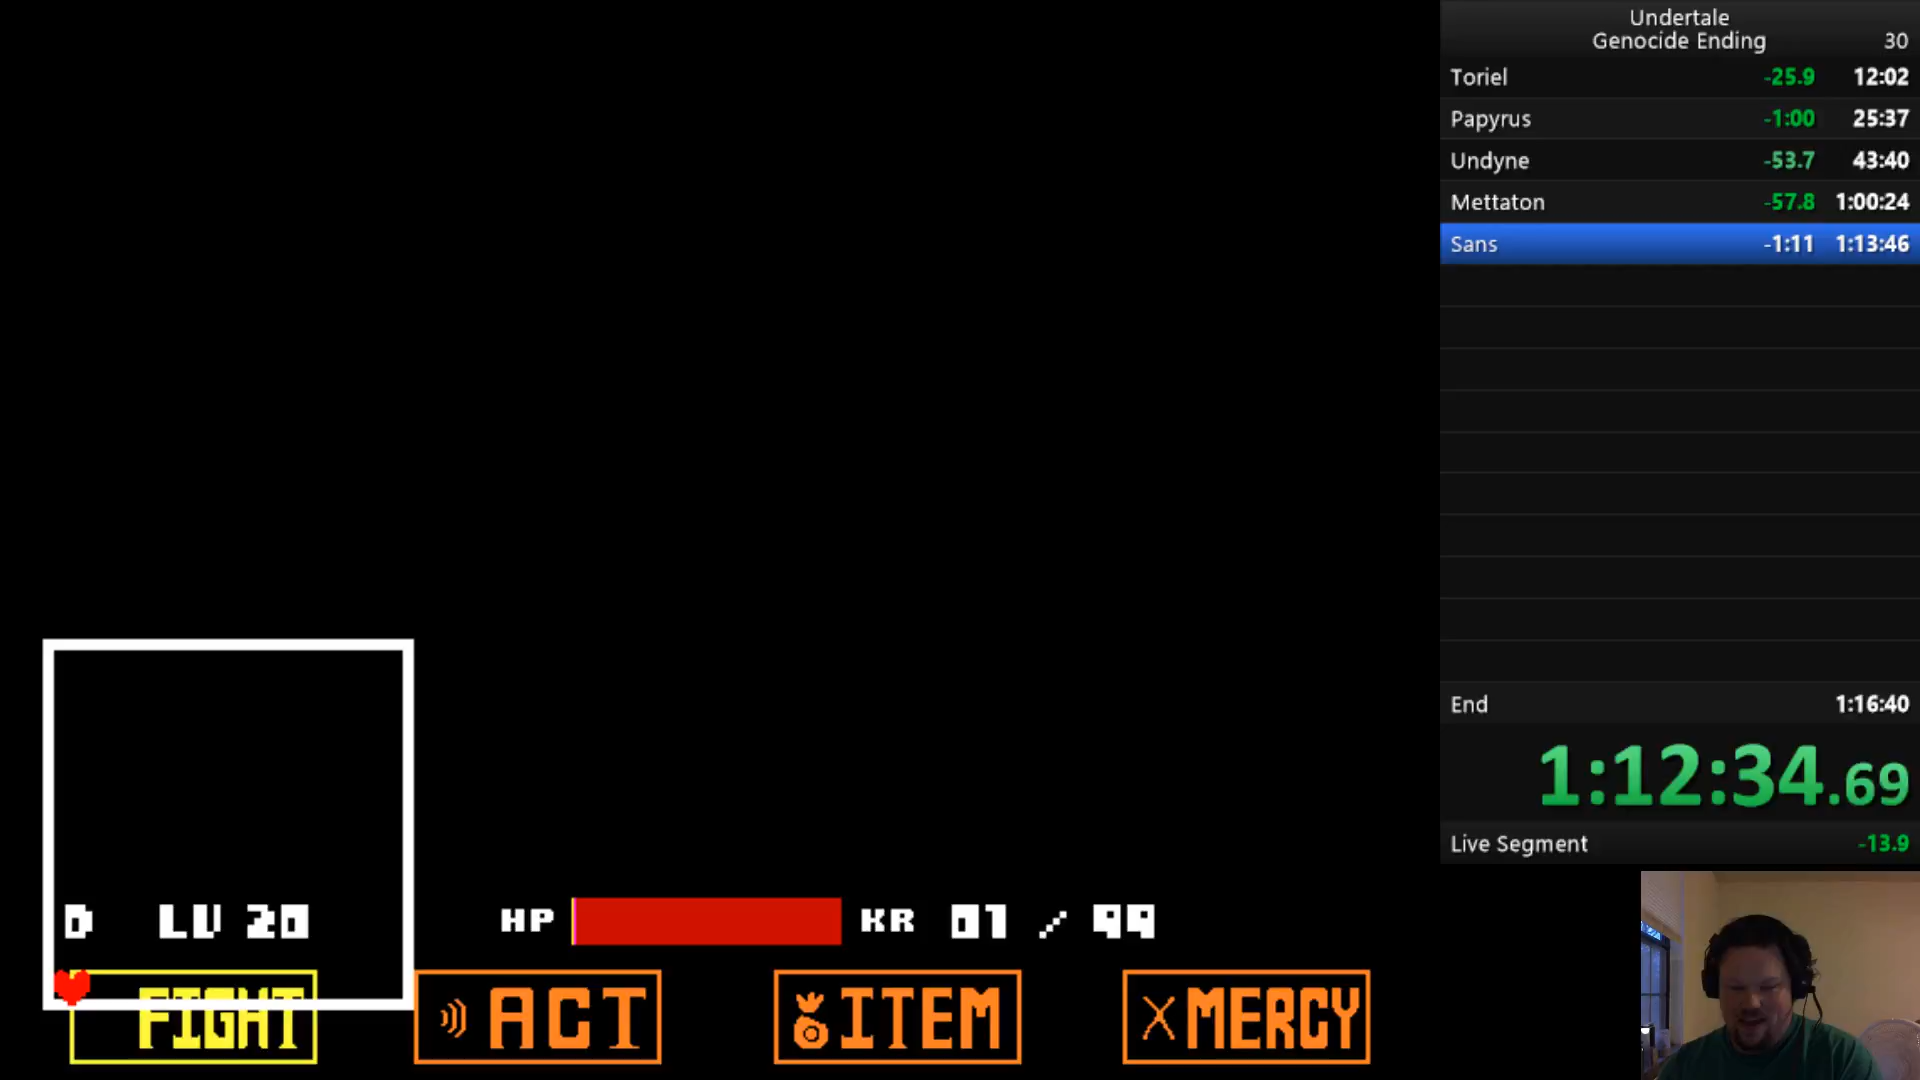 Undertale
Genocide Ending 30
Toriel -25.9 12:02
Papyrus -1:00 25:37
Undyne -53.7 43:40
Mettaton -57.8 1:00:24
Sans -1:11 1:13:46
End 1:16:40
1:12:34.69
Live Segment -13.9
D LV 20 HP KR 01 / 99
FIGHT ACT ITEM MERCY